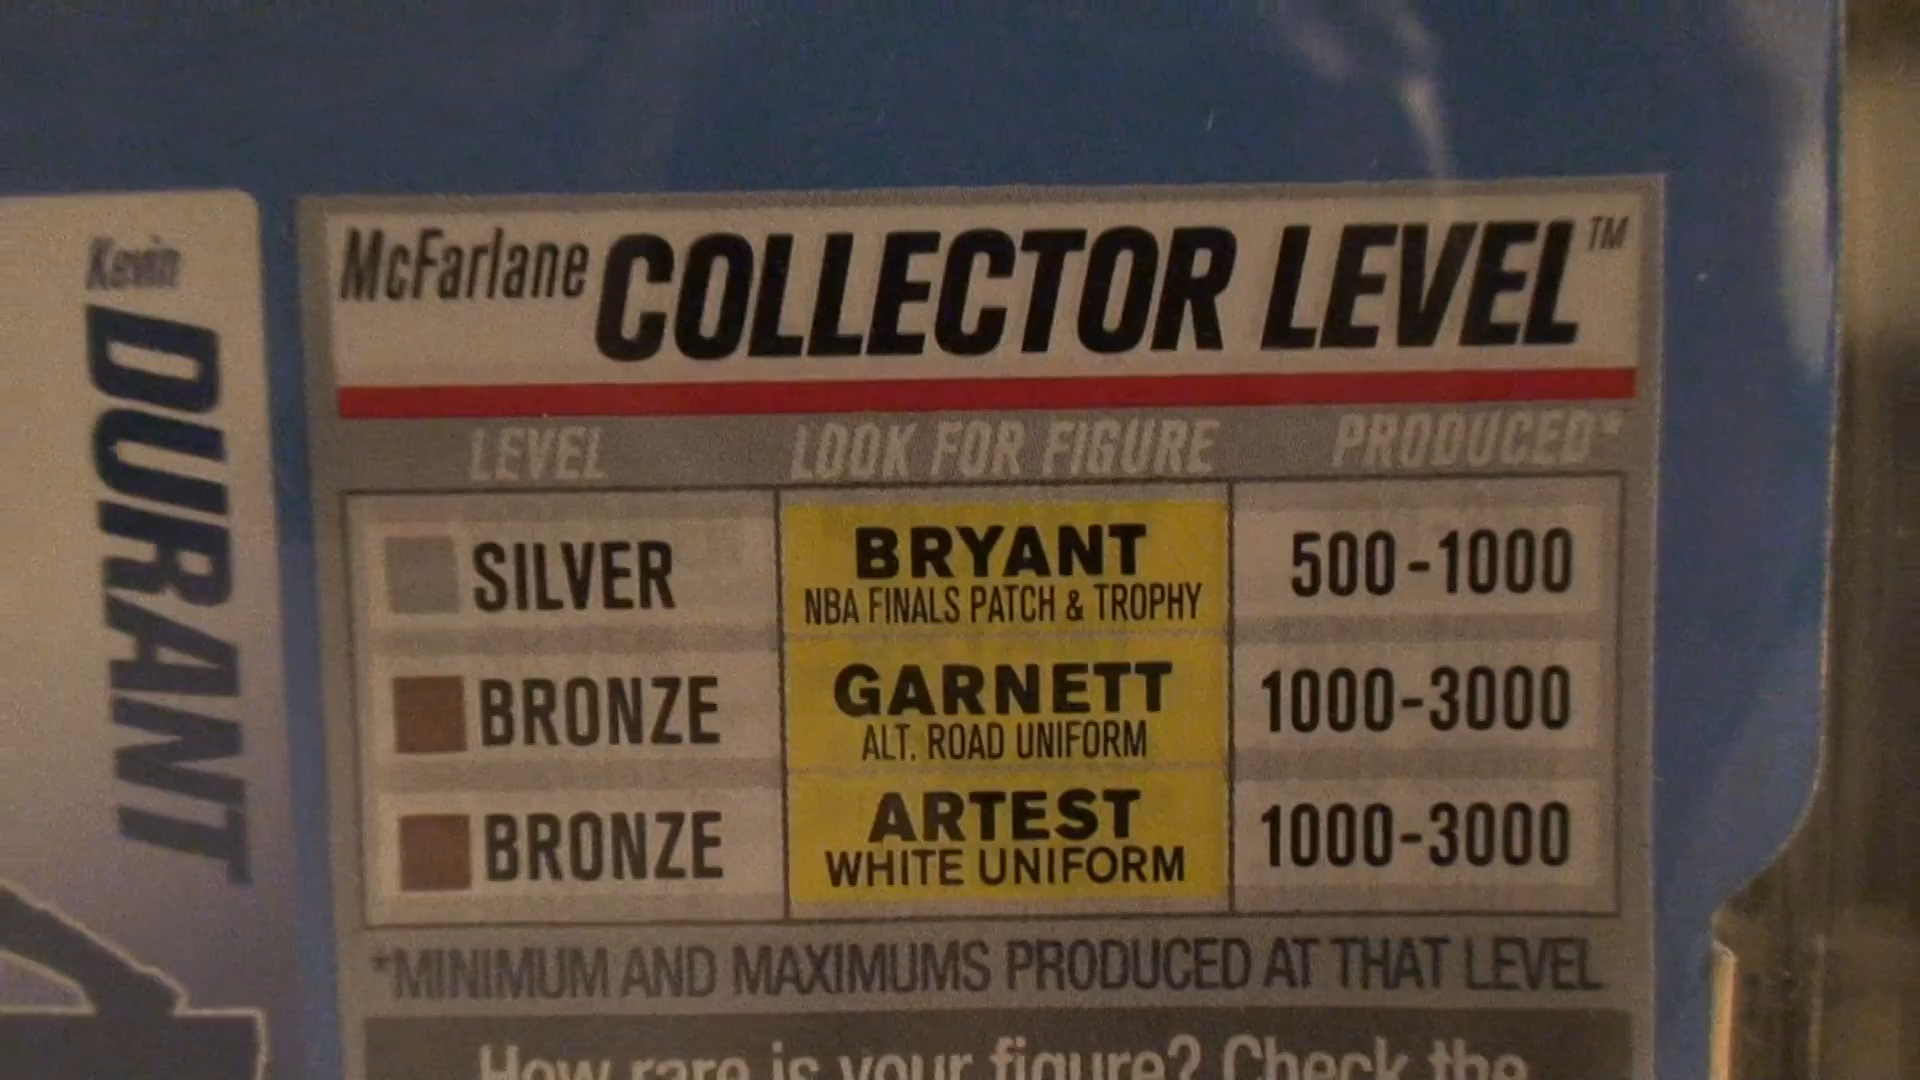 Kevin
DURANT
McFarlane COLLECTOR LEVEL™
LEVEL LOOK FOR FIGURE PRODUCED*
SILVER BRYANT 500-1000
NBA FINALS PATCH & TROPHY
BRONZE GARNETT 1000-3000
ALT. ROAD UNIFORM
BRONZE ARTEST 1000-3000
WHITE UNIFORM
*MINIMUM AND MAXIMUMS PRODUCED AT THAT LEVEL
How rare is your figure? Check the